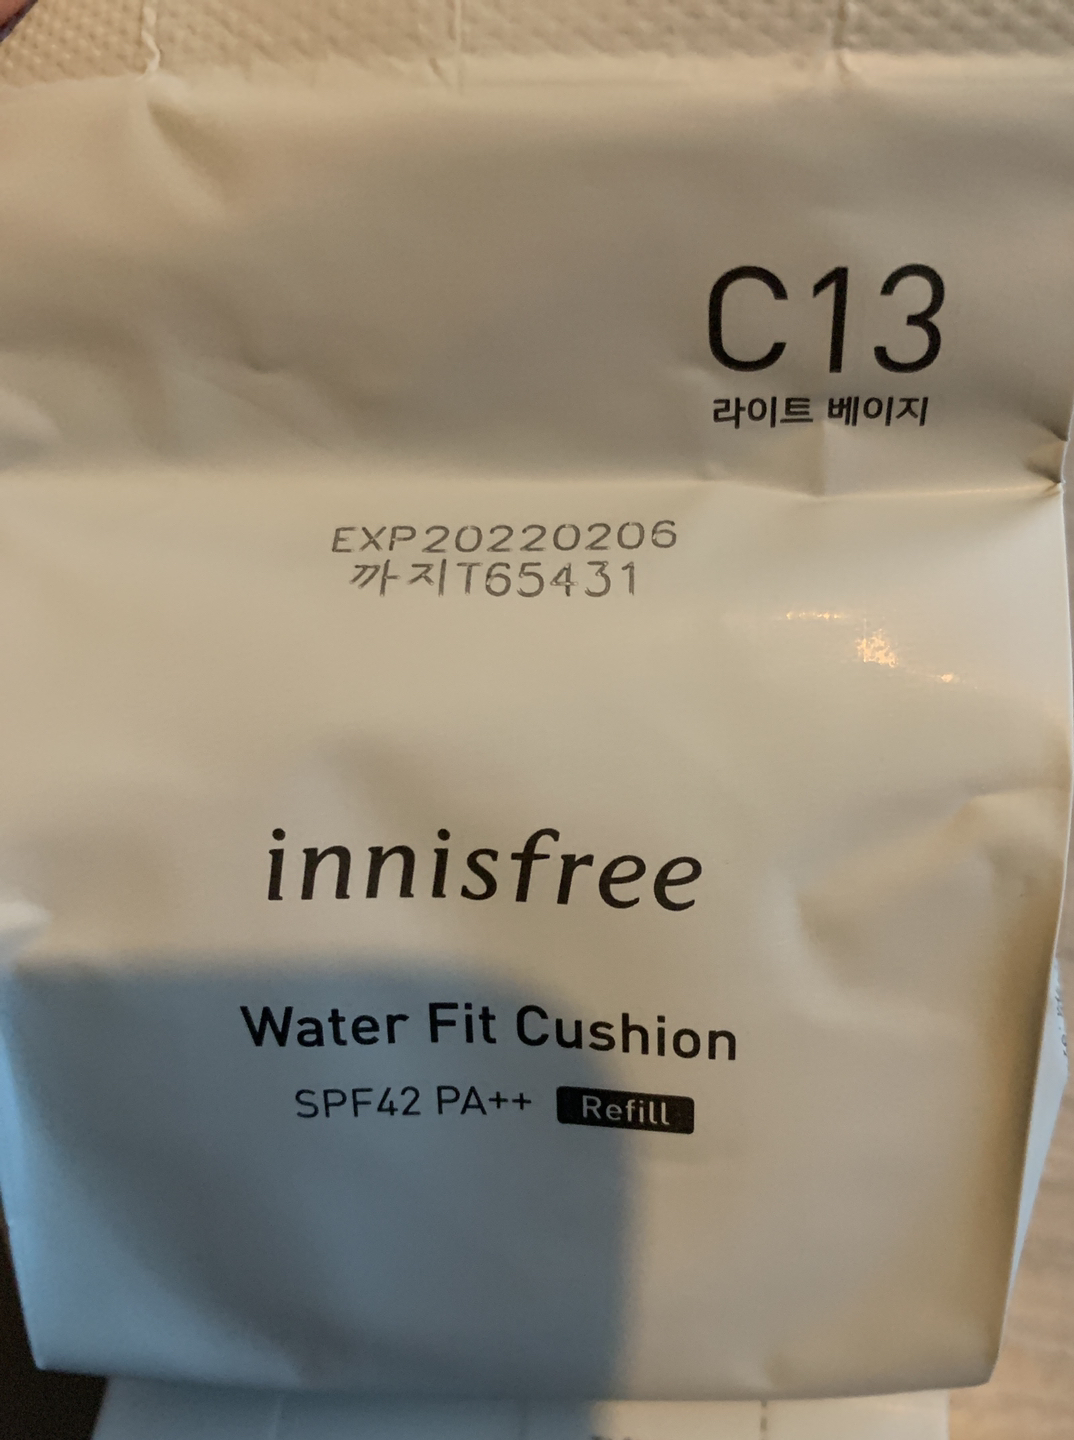 C13
라이트 베이지
EXP20220206
까지T65431
innisfree
Water Fit Cushion
SPF42 PA++ Refill